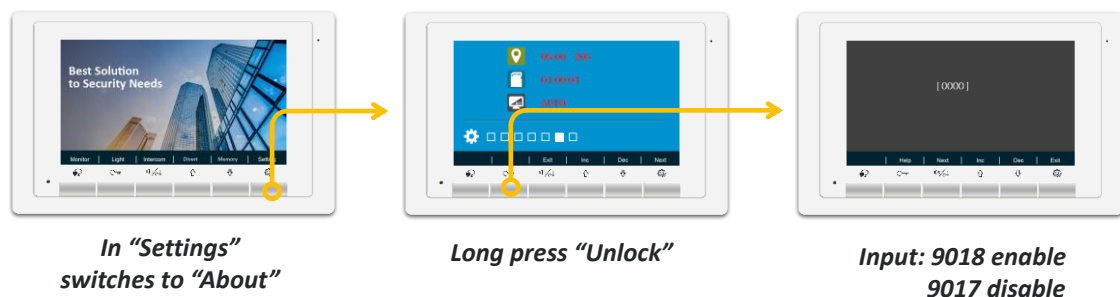 Best Solution
to Security Needs
Monitor | Light | Intercom | Divert | Memory | Setting
Exit | Inc | Dec | Next
[0000]
Help | Next | Inc | Dec | Exit
In “Settings”
switches to “About”
Long press “Unlock”
Input: 9018 enable
9017 disable